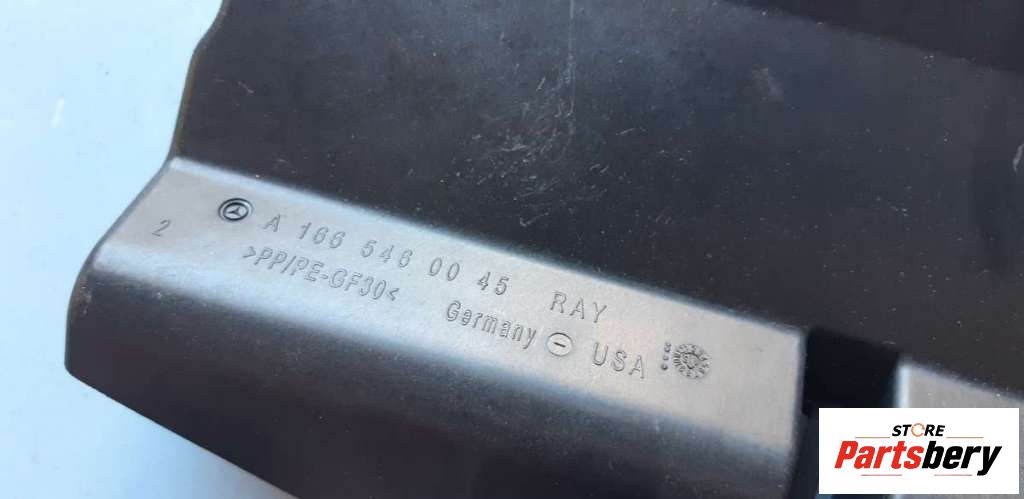 A 166 546 00 45 RAY
2
>PP/PE-GF30<
Germany USA
STORE
Partsbery